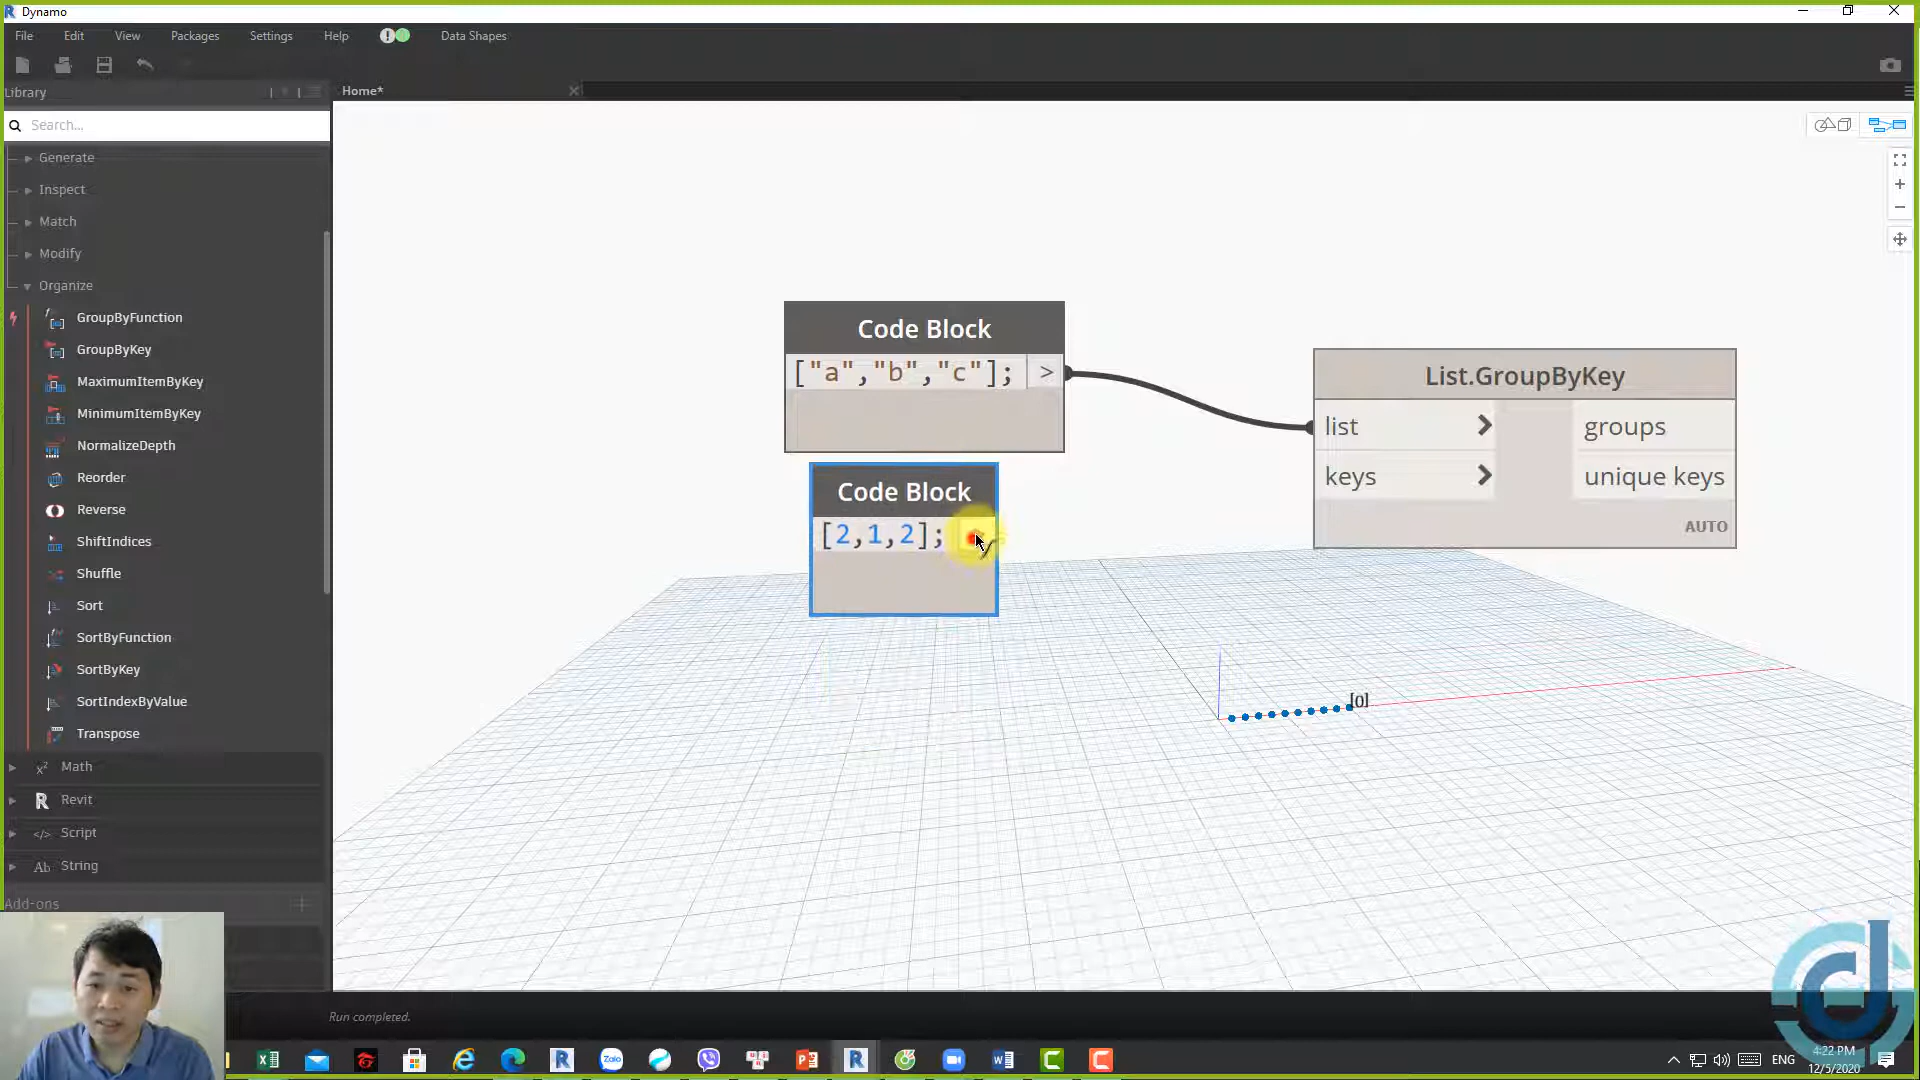 Dynamo
File Edit View Packages Settings Help Data Shapes
Library
Home*
Search...
Generate
Inspect
Match
Modify
Organize
GroupByFunction
GroupByKey
MaximumItemByKey
MinimumItemByKey
NormalizeDepth
Reorder
Reverse
ShiftIndices
Shuffle
Sort
SortByFunction
SortByKey
SortIndexByValue
Transpose
Math
Revit
Script
String
Add-ons
Code Block
["a","b","c"]; >
Code Block
[2,1,2];
List.GroupByKey
list groups
keys unique keys
AUTO
[0]
Run completed.
ENG
4:22 PM
12/5/2020